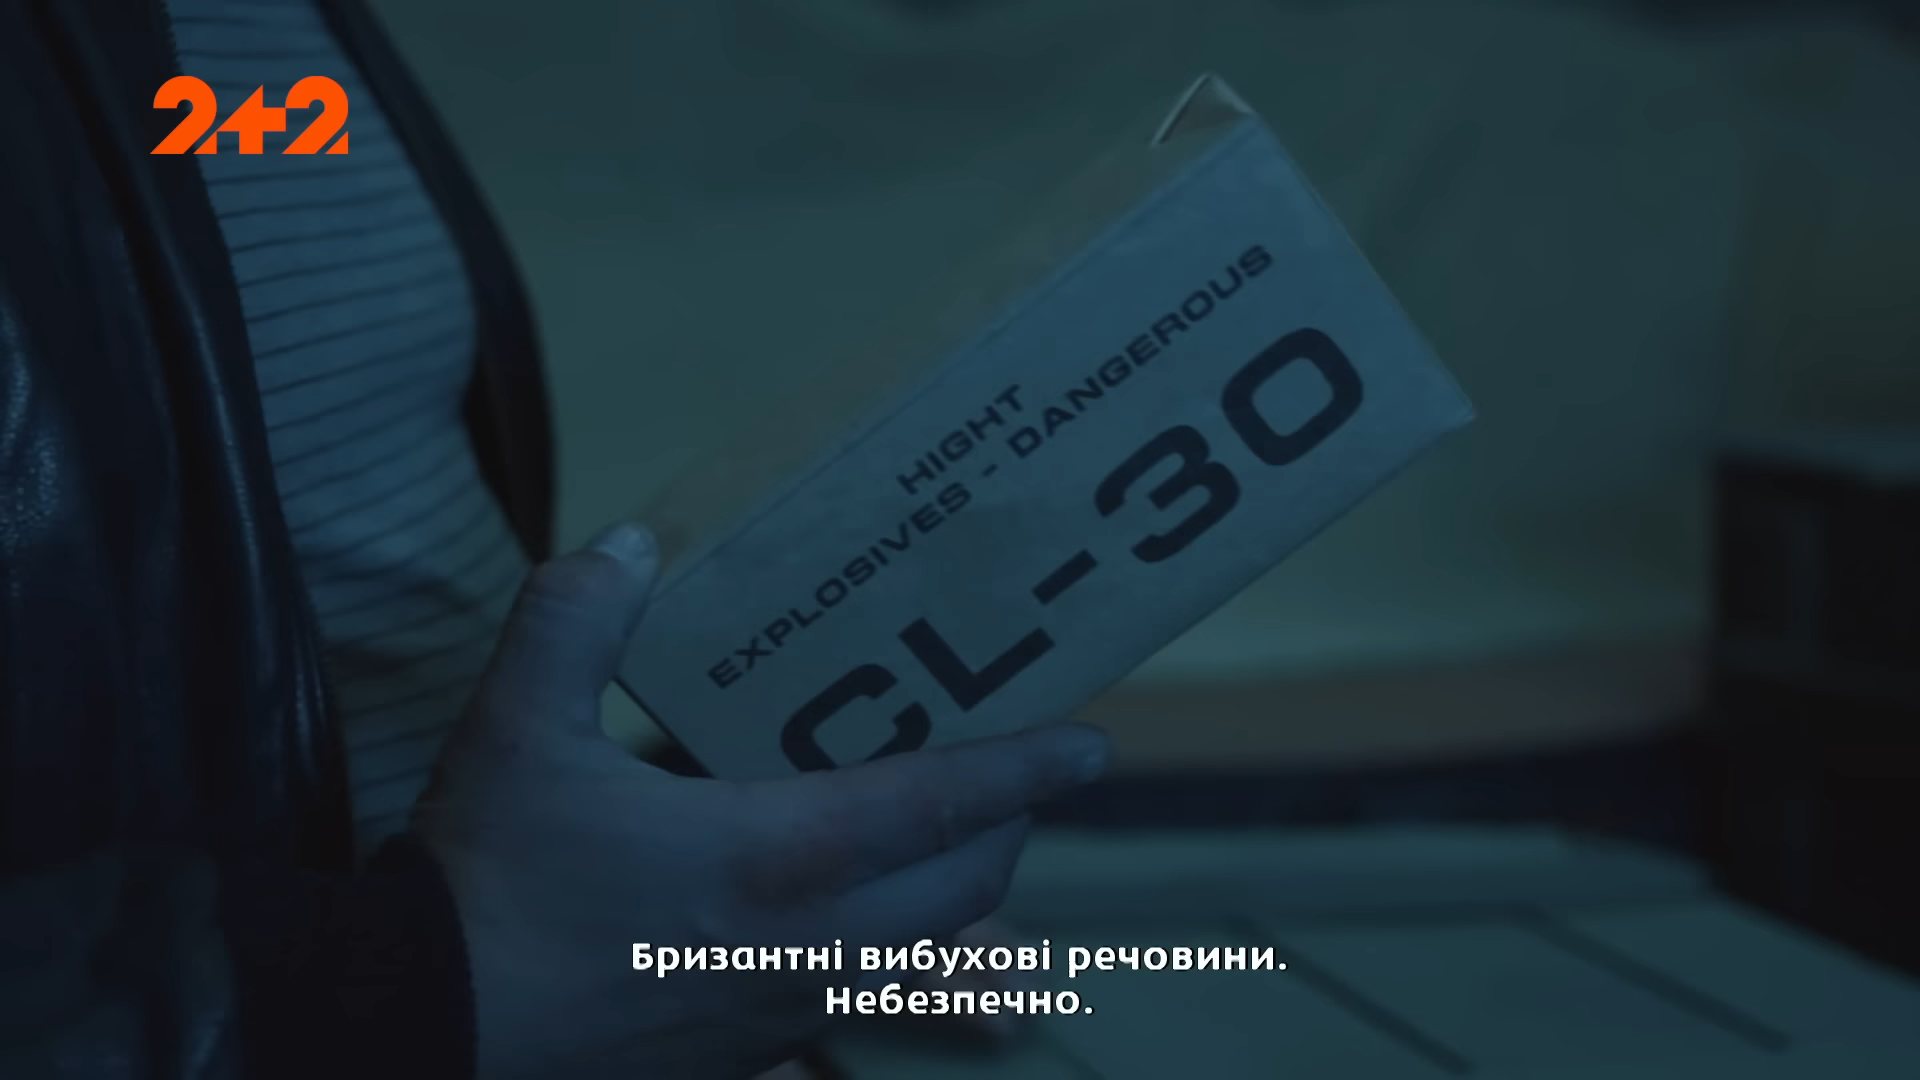 2+2
HIGHT
EXPLOSIVES - DANGEROUS
CL-30
Бризантні вибухові речовини.
Небезпечно.